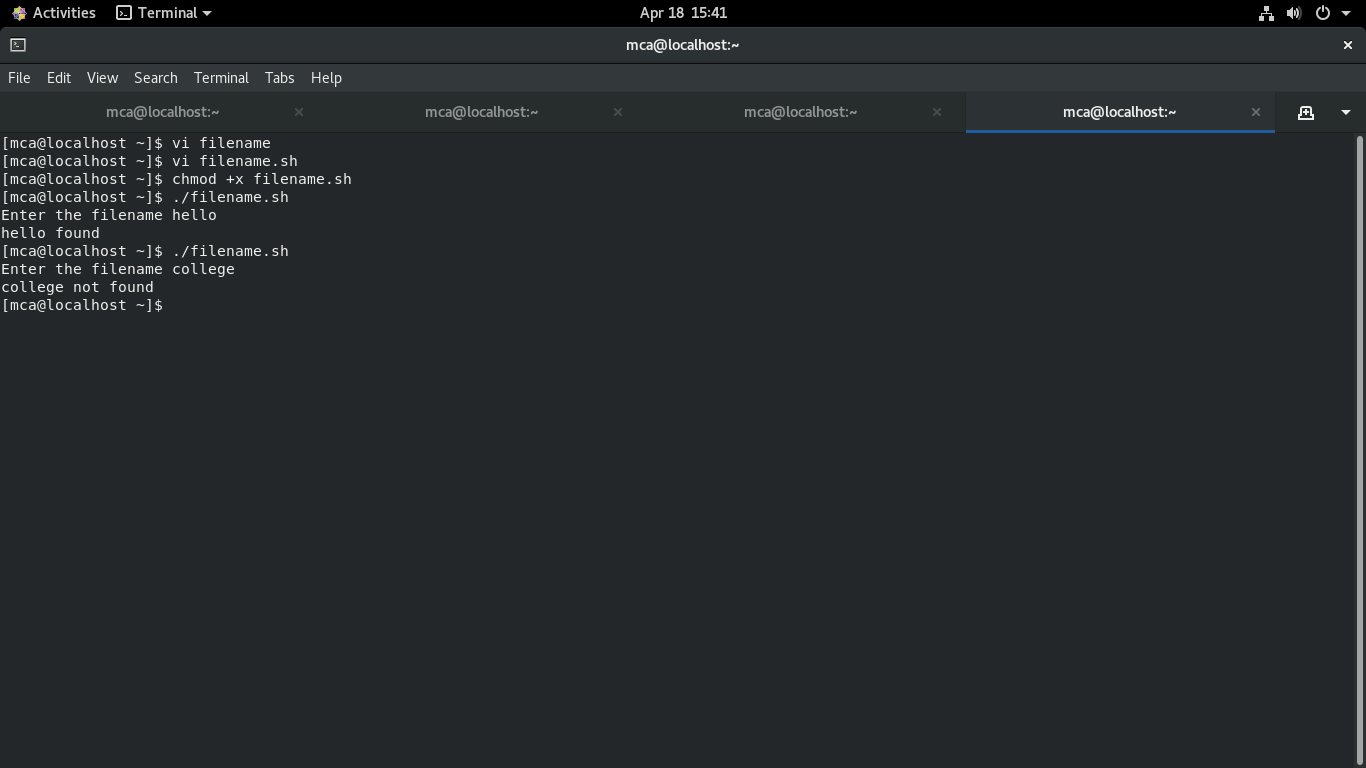 Activities Terminal Apr 18 15:41
mca@localhost:~
File Edit View Search Terminal Tabs Help
mca@localhost:~ mca@localhost:~ mca@localhost:~ mca@localhost:~
[mca@localhost ~]$ vi filename
[mca@localhost ~]$ vi filename.sh
[mca@localhost ~]$ chmod +x filename.sh
[mca@localhost ~]$ ./filename.sh
Enter the filename hello
hello found
[mca@localhost ~]$ ./filename.sh
Enter the filename college
college not found
[mca@localhost ~]$